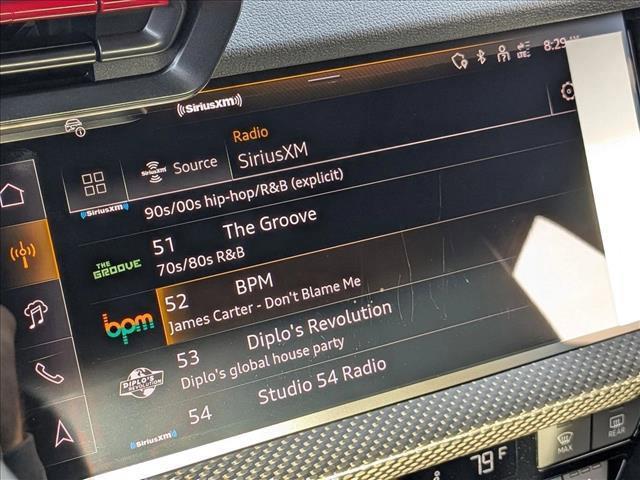 LTE
8:29
((SiriusXM))
Radio
SiriusXM Source SiriusXM
SiriusXM 90s/00s hip-hop/R&B (explicit)
THE GROOVE 51 The Groove
70s/80s R&B
bpm 52 BPM
James Carter - Don't Blame Me
DIPLO'S REVOLUTION 53 Diplo's Revolution
Diplo's global house party
SiriusXM 54 Studio 54 Radio
MAX
REAR
79 F